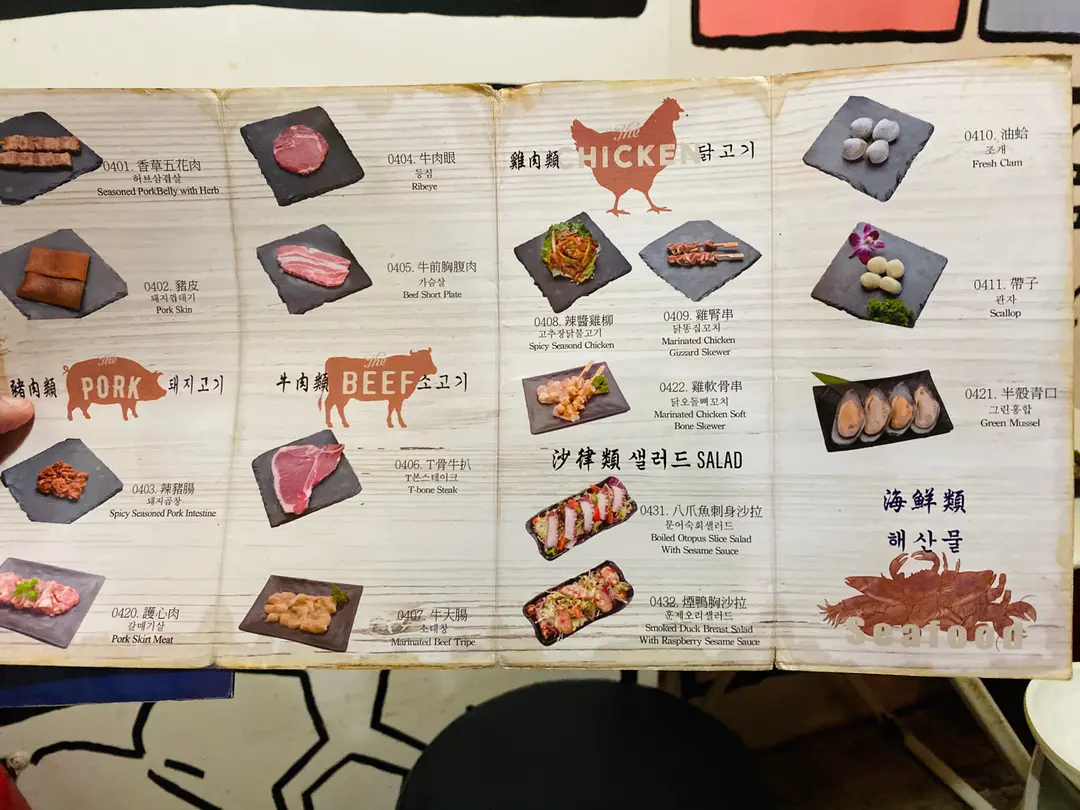 0401. 香草五花肉
허브삼겹살
Seasoned PorkBelly with Herb
0402. 豬皮
돼지껍데기
Pork Skin
豬肉類 The PORK 돼지고기
0403. 辣豬腸
돼지곱창
Spicy Seasoned Pork Intestine
0420. 護心肉
갈매기살
Pork Skirt Meat
0404. 牛肉眼
등심
Ribeye
0405. 牛前胸腹肉
가슴살
Beef Short Plate
牛肉類 The BEEF 소고기
0406. T骨牛扒
T본스테이크
T-bone Steak
0407. 牛大腸
소대창
Marinated Beef Tripe
雞肉類 The CHICKEN 닭고기
0408. 辣醬雞柳
고추장닭불고기
Spicy Seasond Chicken
0409. 雞腎串
닭똥집꼬치
Marinated Chicken
Gizzard Skewer
0422. 雞軟骨串
닭오돌뼈꼬치
Marinated Chicken Soft
Bone Skewer
沙律類 샐러드 SALAD
0431. 八爪魚刺身沙拉
문어숙회샐러드
Boiled Otopus Slice Salad
With Sesame Sauce
0432. 煙鴨胸沙拉
훈제오리샐러드
Smoked Duck Breast Salad
With Raspberry Sesame Sauce
0410. 油蛤
조개
Fresh Clam
0411. 帶子
관자
Scallop
0421. 半殼青口
그린홍합
Green Mussel
海鮮類
해산물
Seafood